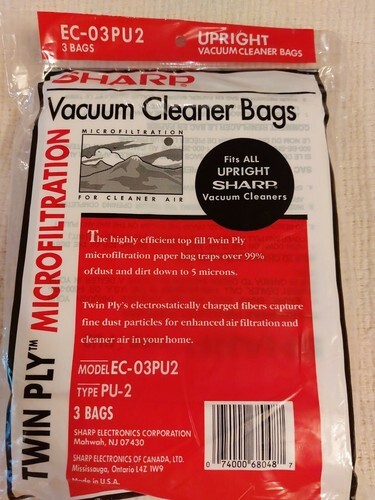 EC-03PU2
3 BAGS
UPRIGHT
VACUUM CLEANER BAGS
SHARP
Vacuum Cleaner Bags
MICROFILTRATION
FOR CLEANER AIR
Fits ALL
UPRIGHT
SHARP
Vacuum Cleaners
TWIN PLY™ MICROFILTRATION
The highly efficient top fill Twin Ply
microfiltration paper bag traps over 99%
of dust and dirt down to 5 microns.
Twin Ply's electrostatically charged fibers capture
fine dust particles for enhanced air filtration and
cleaner air in your home.
MODEL EC-03PU2
TYPE PU-2
3 BAGS
SHARP ELECTRONICS CORPORATION
Mahwah, NJ 07430
SHARP ELECTRONICS OF CANADA, LTD.
Mississauga, Ontario L4Z 1W9
Made in U.S.A.
0 74000 68048 7